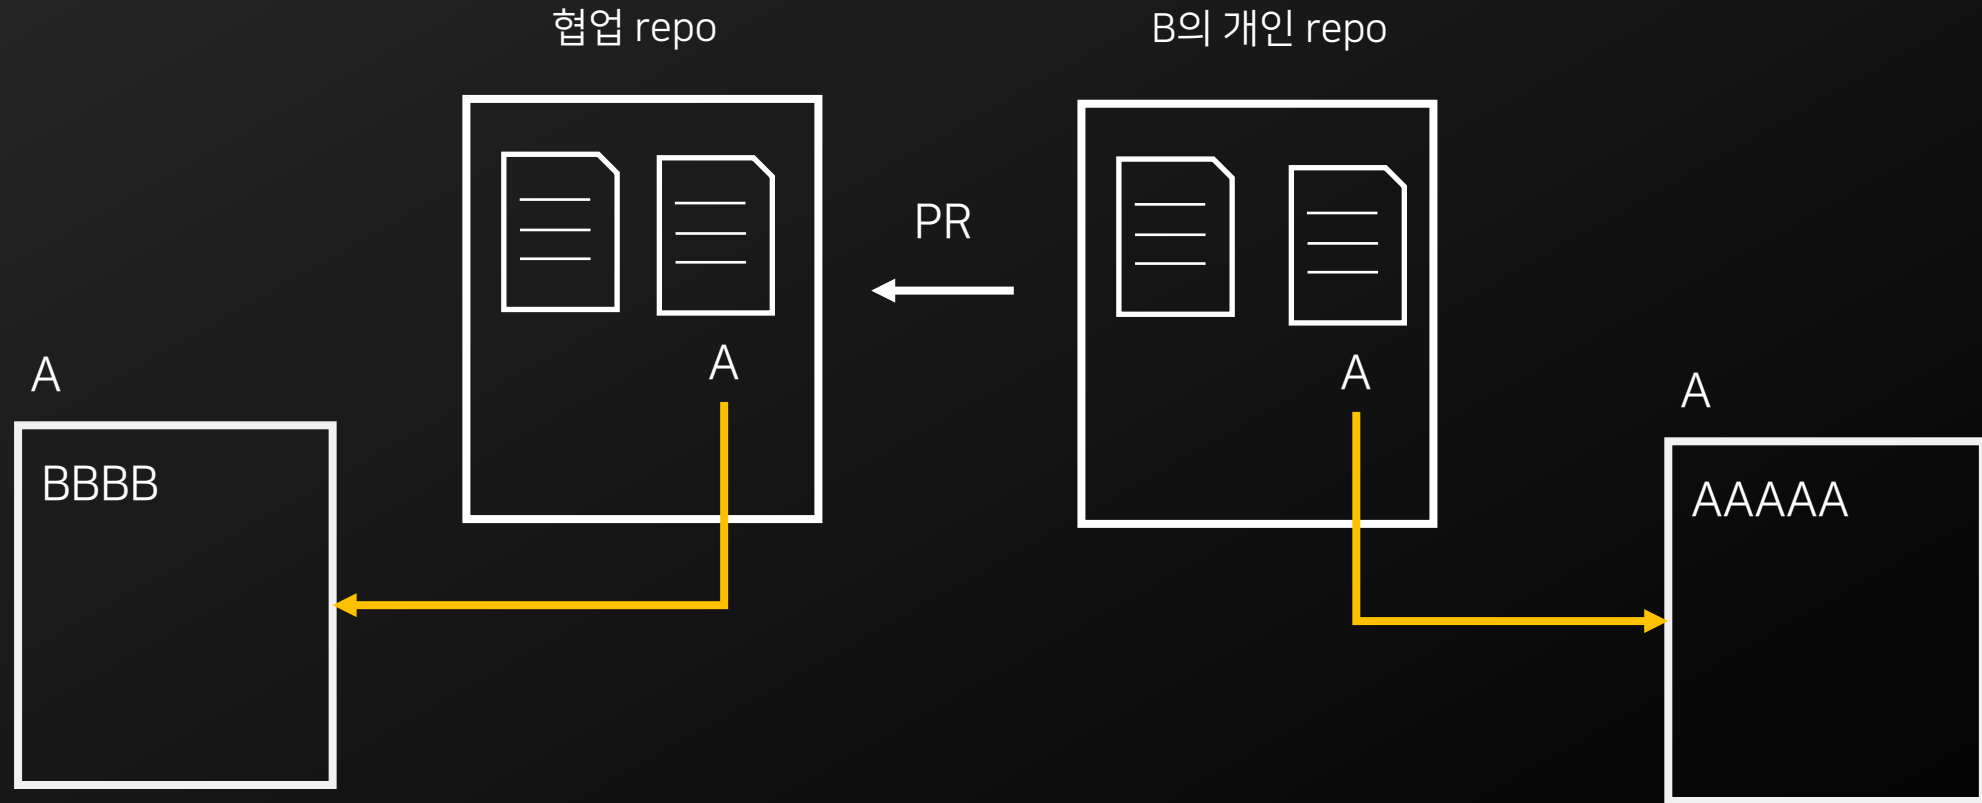 협업 repo
B의 개인 repo
PR
A
A
A
A
BBBB
AAAAA